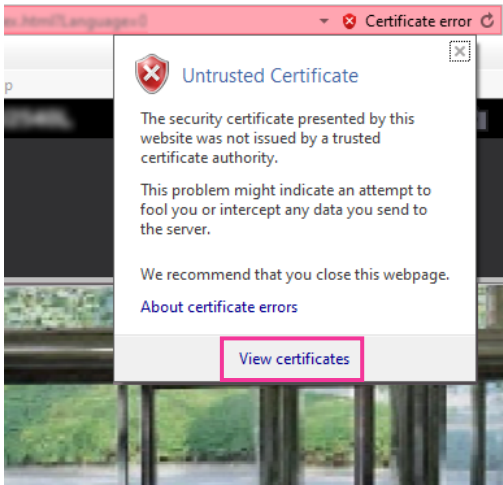 Certificate error
Untrusted Certificate
The security certificate presented by this
website was not issued by a trusted
certificate authority.
This problem might indicate an attempt to
fool you or intercept any data you send to
the server.
We recommend that you close this webpage.
About certificate errors
View certificates